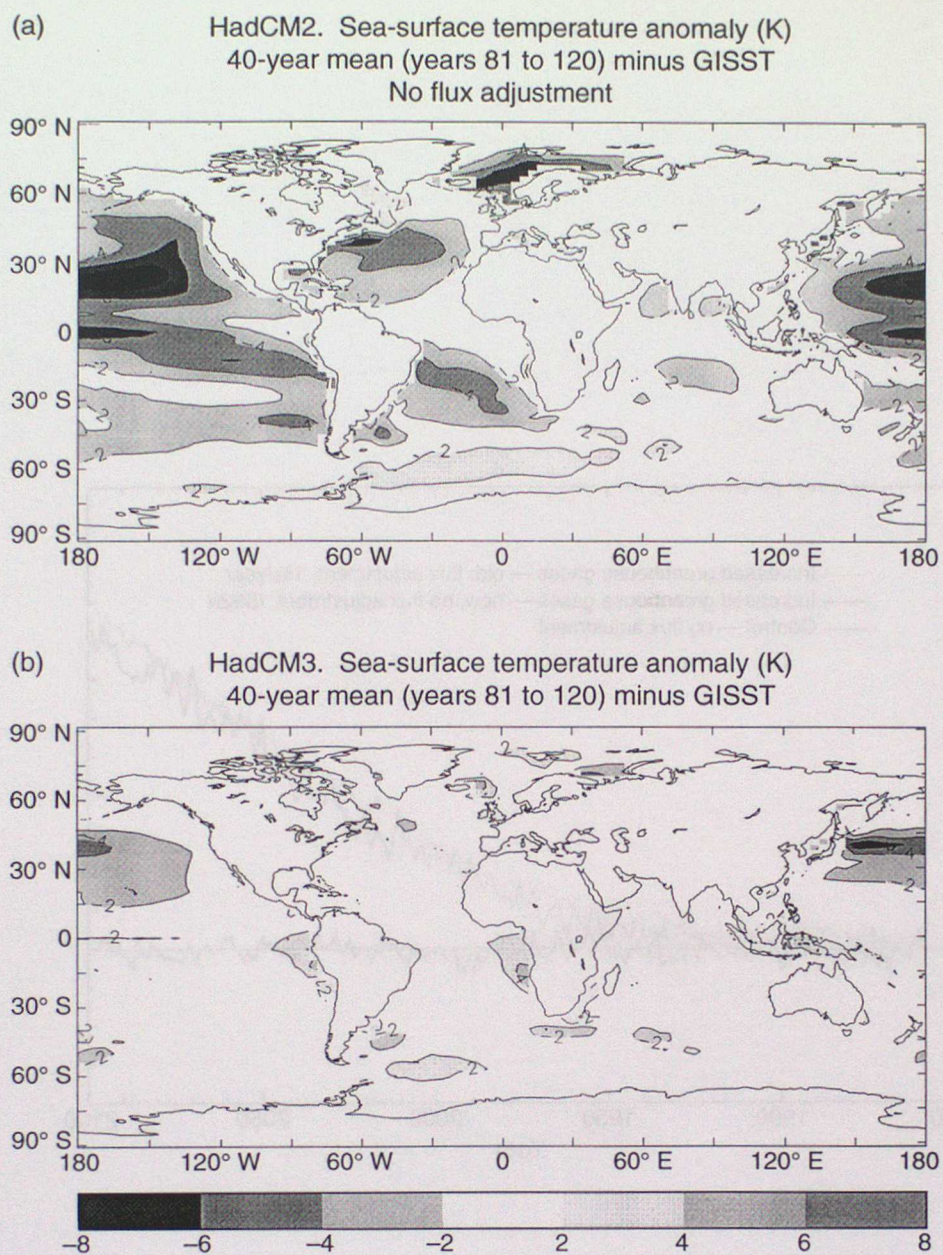 (a)
HadCM2. Sea-surface temperature anomaly (K)
40-year mean (years 81 to 120) minus GISST
No flux adjustment
90° N
60° N
30° N
0
30° S
60° S
90° S
180 120° W 60° W 0 60° E 120° E 180
(b)
HadCM3. Sea-surface temperature anomaly (K)
40-year mean (years 81 to 120) minus GISST
90° N
60° N
30° N
0
30° S
60° S
90° S
180 120° W 60° W 0 60° E 120° E 180
−8 −6 −4 −2 2 4 6 8